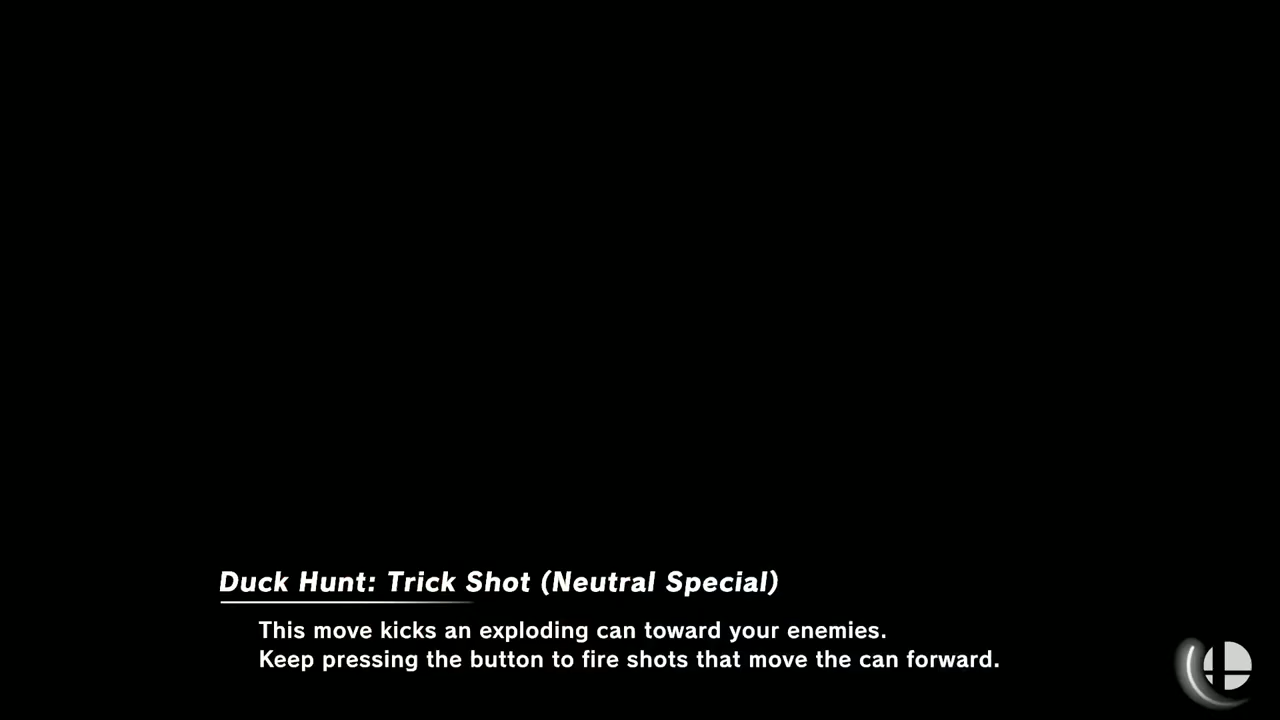 Duck Hunt: Trick Shot (Neutral Special)
This move kicks an exploding can toward your enemies.
Keep pressing the button to fire shots that move the can forward.